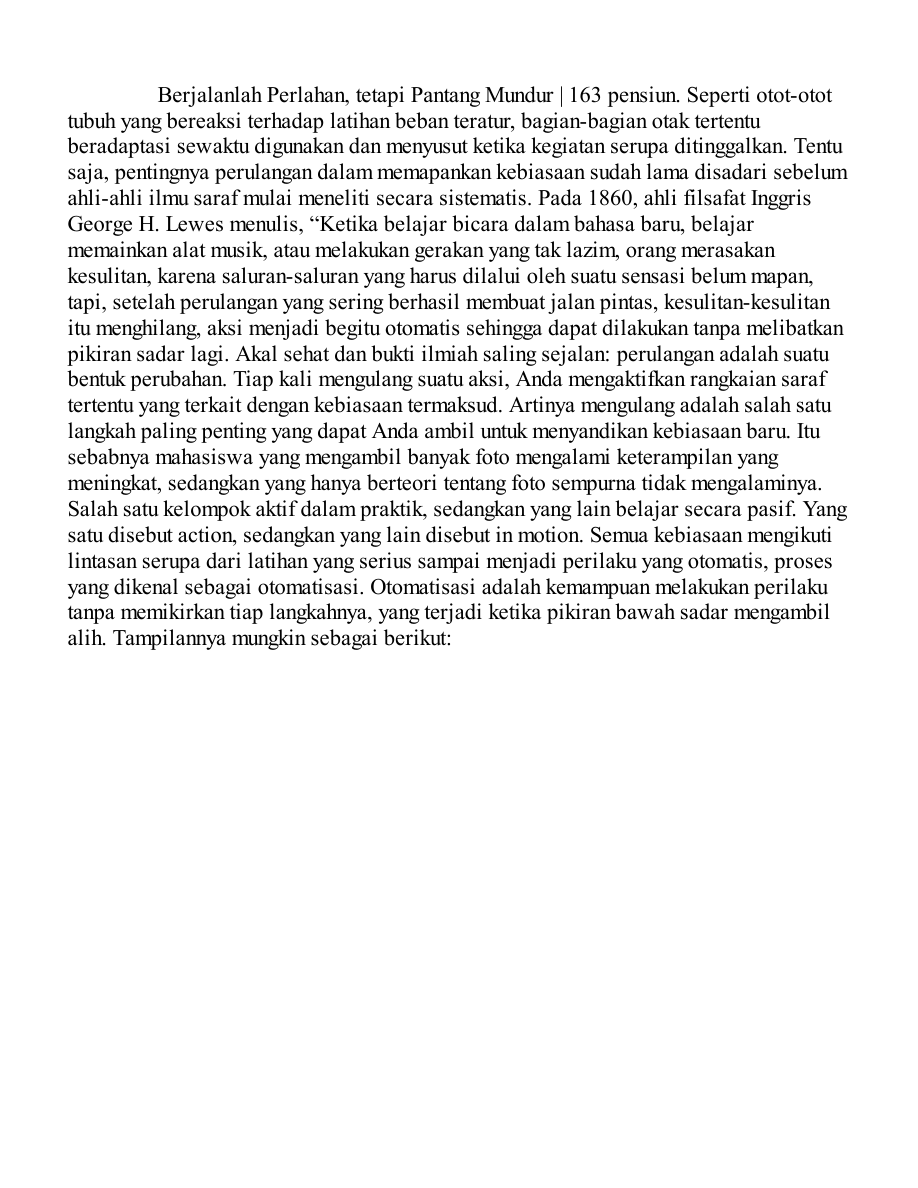 Berjalanlah Perlahan, tetapi Pantang Mundur | 163 pensiun. Seperti otot-otot
tubuh yang bereaksi terhadap latihan beban teratur, bagian-bagian otak tertentu
beradaptasi sewaktu digunakan dan menyusut ketika kegiatan serupa ditinggalkan. Tentu
saja, pentingnya perulangan dalam memapankan kebiasaan sudah lama disadari sebelum
ahli-ahli ilmu saraf mulai meneliti secara sistematis. Pada 1860, ahli filsafat Inggris
George H. Lewes menulis, “Ketika belajar bicara dalam bahasa baru, belajar
memainkan alat musik, atau melakukan gerakan yang tak lazim, orang merasakan
kesulitan, karena saluran-saluran yang harus dilalui oleh suatu sensasi belum mapan,
tapi, setelah perulangan yang sering berhasil membuat jalan pintas, kesulitan-kesulitan
itu menghilang, aksi menjadi begitu otomatis sehingga dapat dilakukan tanpa melibatkan
pikiran sadar lagi. Akal sehat dan bukti ilmiah saling sejalan: perulangan adalah suatu
bentuk perubahan. Tiap kali mengulang suatu aksi, Anda mengaktifkan rangkaian saraf
tertentu yang terkait dengan kebiasaan termaksud. Artinya mengulang adalah salah satu
langkah paling penting yang dapat Anda ambil untuk menyandikan kebiasaan baru. Itu
sebabnya mahasiswa yang mengambil banyak foto mengalami keterampilan yang
meningkat, sedangkan yang hanya berteori tentang foto sempurna tidak mengalaminya.
Salah satu kelompok aktif dalam praktik, sedangkan yang lain belajar secara pasif. Yang
satu disebut action, sedangkan yang lain disebut in motion. Semua kebiasaan mengikuti
lintasan serupa dari latihan yang serius sampai menjadi perilaku yang otomatis, proses
yang dikenal sebagai otomatisasi. Otomatisasi adalah kemampuan melakukan perilaku
tanpa memikirkan tiap langkahnya, yang terjadi ketika pikiran bawah sadar mengambil
alih. Tampilannya mungkin sebagai berikut: